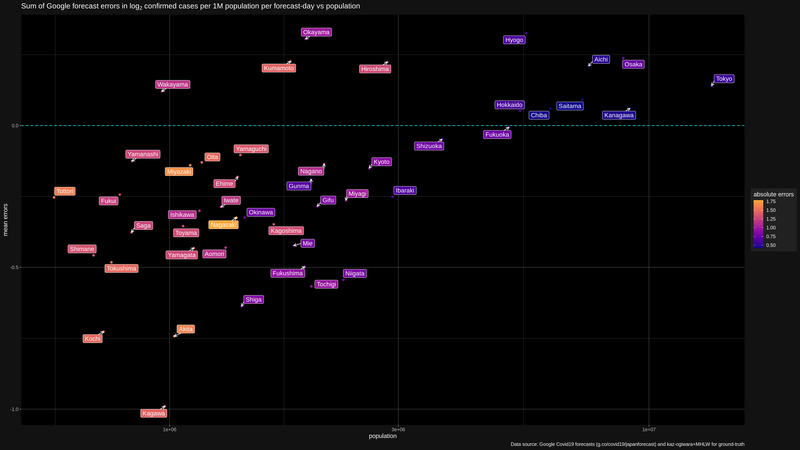 Sum of Google forecast errors in log2 confirmed cases per 1M population per forecast-day vs population
Okayama
Hyogo
Aichi
Osaka
Kumamoto
Hiroshima
Tokyo
Wakayama
Hokkaido
Saitama
Chiba
Kanagawa
0.0
Fukuoka
Shizuoka
Yamanashi
Oita
Yamaguchi
Kyoto
Miyazaki
Nagano
Ehime
Gunma
Tottori
Ibaraki
Miyagi
Fukui
Iwate
Gifu
Ishikawa
Okinawa
Saga
Nagasaki
Toyama
Kagoshima
Mie
Shimane
Yamagata
Aomori
-0.5
Tokushima
Fukushima
Niigata
Tochigi
Shiga
Kochi
Akita
-1.0
Kagawa
mean errors
1e+06
3e+06
1e+07
population
absolute errors
1.75
1.50
1.25
1.00
0.75
0.50
Data source: Google Covid19 forecasts (g.co/covid19/japanforecast) and kaz-ogiwara+MHLW for ground-truth